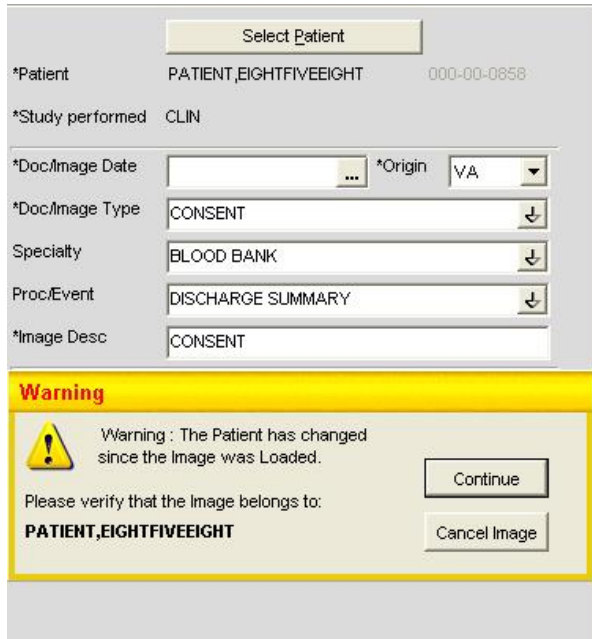 Select Patient
*Patient PATIENT,EIGHTFIVEEIGHT 000-00-0858
*Study performed CLIN
*Doc/Image Date ... *Origin VA
*Doc/Image Type CONSENT
Specialty BLOOD BANK
Proc/Event DISCHARGE SUMMARY
*Image Desc CONSENT
Warning
Warning : The Patient has changed
since the Image was Loaded.
Continue
Please verify that the Image belongs to:
PATIENT,EIGHTFIVEEIGHT
Cancel Image